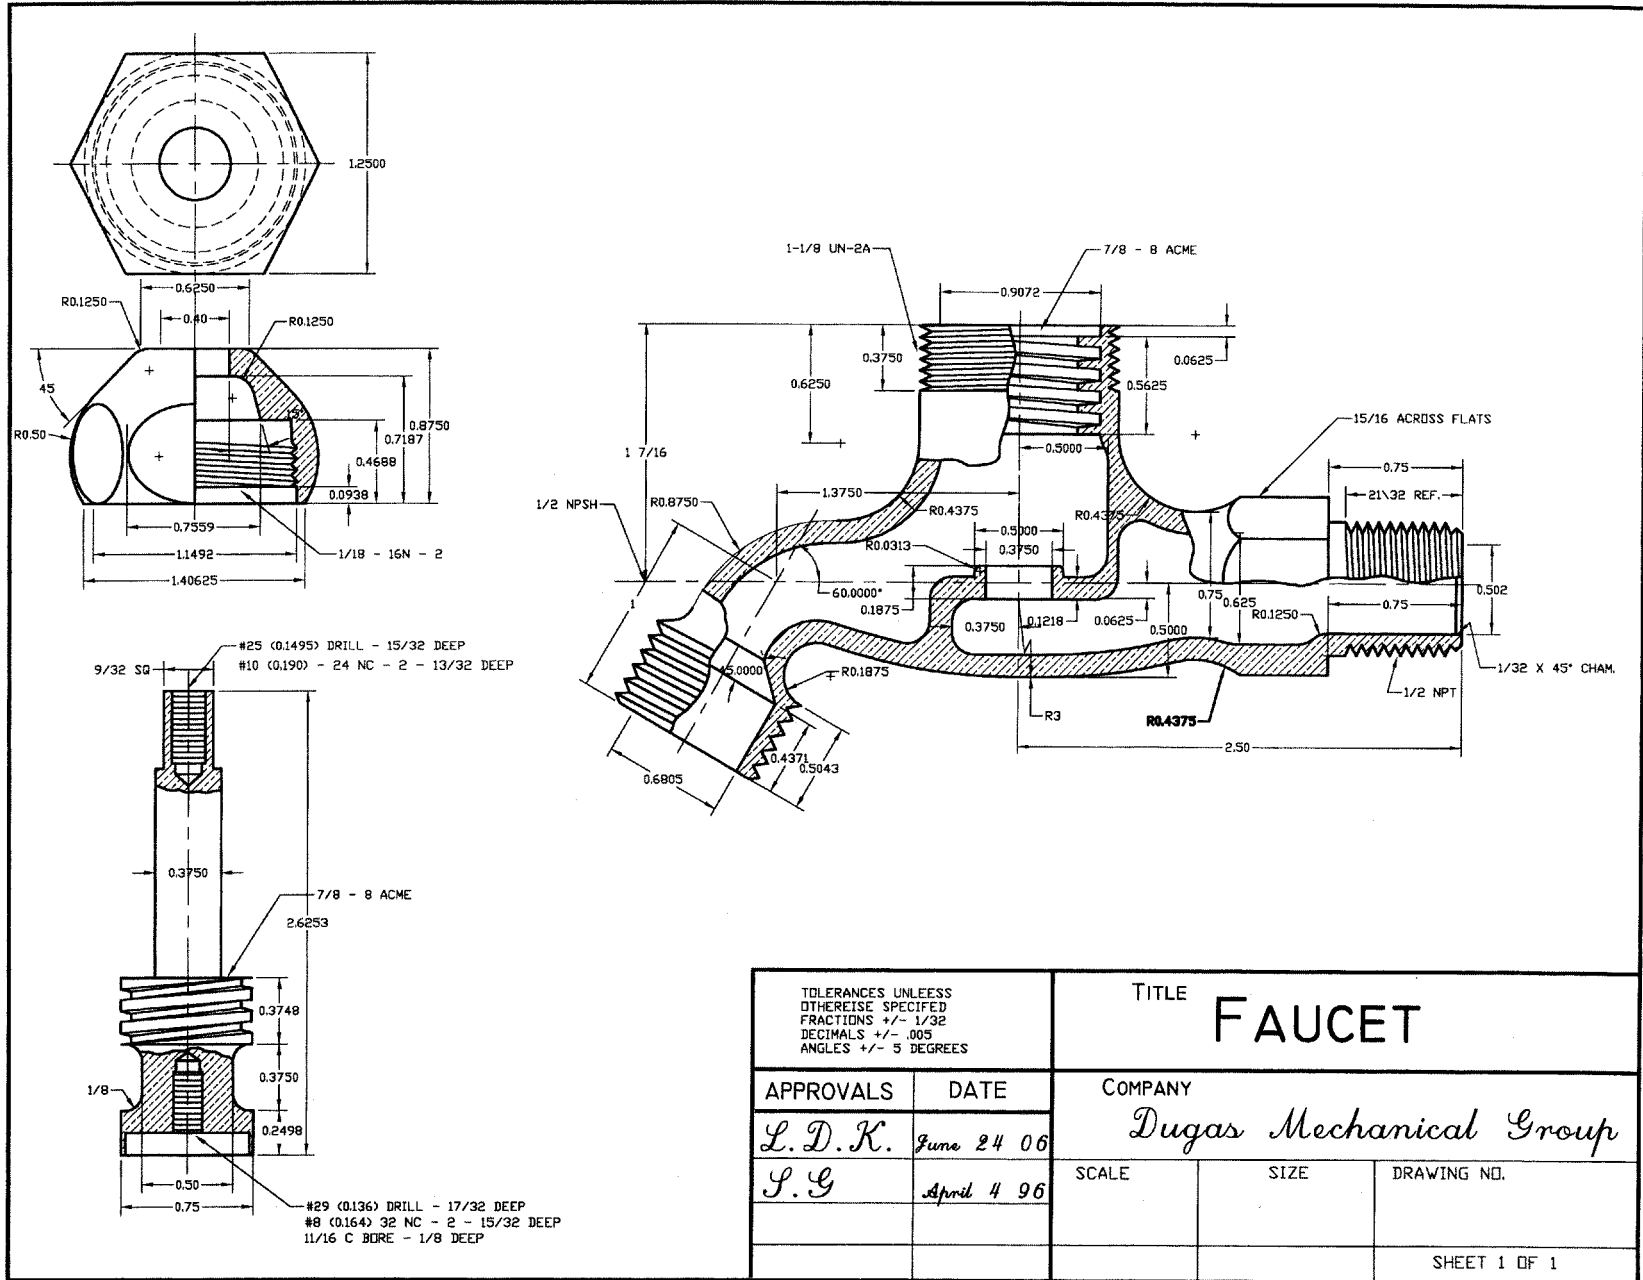 1.2500
0.6250
R0.1250
0.40
R0.1250
45
R0.50
15°
0.8750
0.7187
0.4688
0.0938
0.7559
1.1492
1/18 - 16N - 2
1.40625
#25 (0.1495) DRILL - 15/32 DEEP
#10 (0.190) - 24 NC - 2 - 13/32 DEEP
9/32 SQ
0.3750
7/8 - 8 ACME
2.6253
0.3748
0.3750
1/8
0.2498
0.50
0.75
#29 (0.136) DRILL - 17/32 DEEP
#8 (0.164) 32 NC - 2 - 15/32 DEEP
11/16 C BORE - 1/8 DEEP
1-1/8 UN-2A
7/8 - 8 ACME
0.9072
0.3750
0.6250
0.0625
0.5625
15/16 ACROSS FLATS
1 7/16
0.5000
0.75
21\32 REF.
1.3750
1/2 NPSH
R0.8750
R0.4375
R0.4375
0.5000
0.3750
R0.0313
60.0000°
0.1875
0.75
0.625
0.502
1
0.3750
0.1218
0.0625
0.5000
R0.1250
0.75
45.0000
R0.1875
1/32 X 45° CHAM.
1/2 NPT
R3
R0.4375
2.50
0.4371
0.5043
0.6805
TOLERANCES UNLEESS
OTHEREISE SPECIFED
FRACTIONS +/- 1/32
DECIMALS +/- .005
ANGLES +/- 5 DEGREES
TITLE
FAUCET
APPROVALS DATE
COMPANY
L. D. K. June 24 06
Dugas Mechanical Group
S. G April 4 96
SCALE SIZE DRAWING NO.
SHEET 1 OF 1